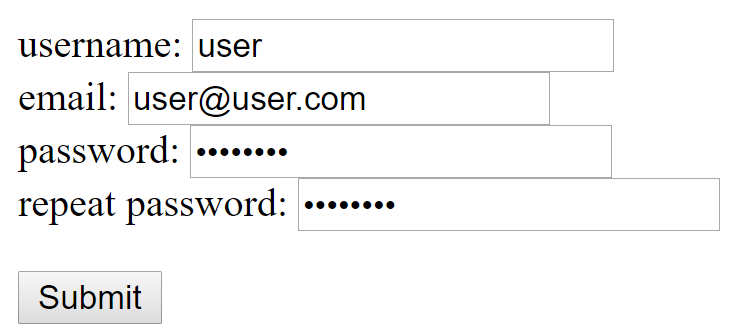 username: user
email: user@user.com
password: ••••••••
repeat password: ••••••••
Submit